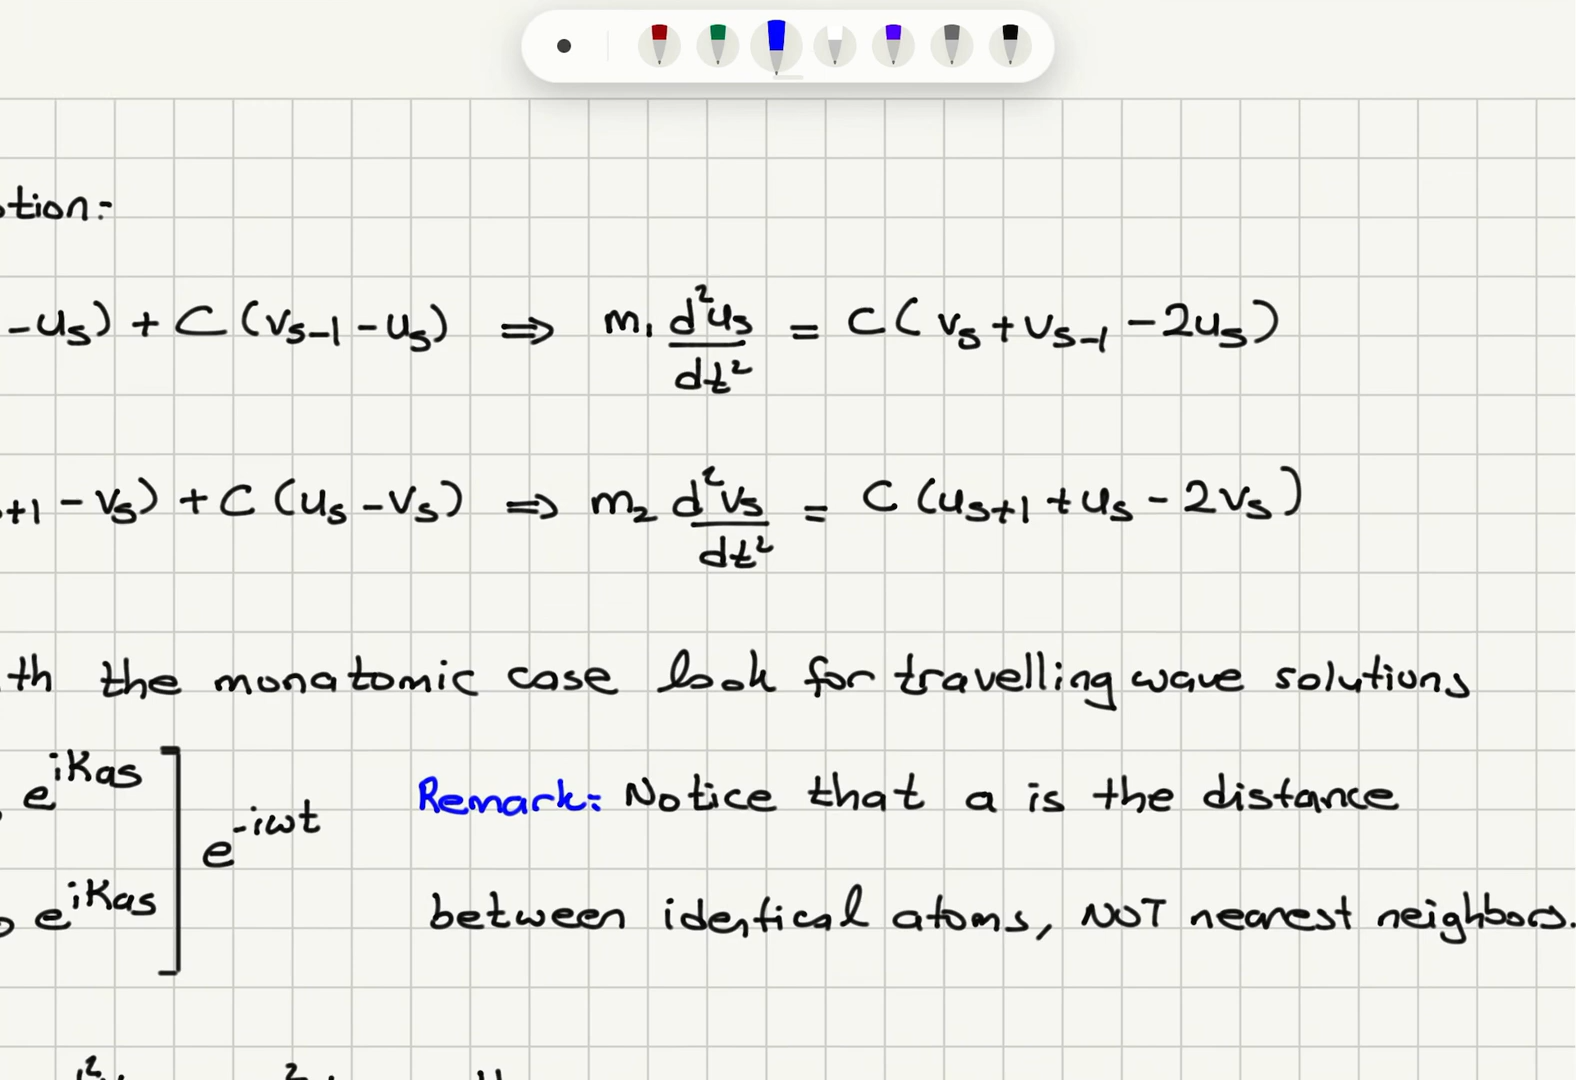 tion:-
-us) + C (vs-1 - us) ⇒ m₁ d²us/dt² = C( vs + vs-1 - 2us )
+1 - vs) + C (us - vs) ⇒ m₂ d²vs/dt² = C (us+1 + us - 2vs )
th the monatomic case look for travelling wave solutions
e^iKas
e^-iwt
Remark: Notice that a is the distance
e^iKas
between identical atoms, NOT nearest neighbors.